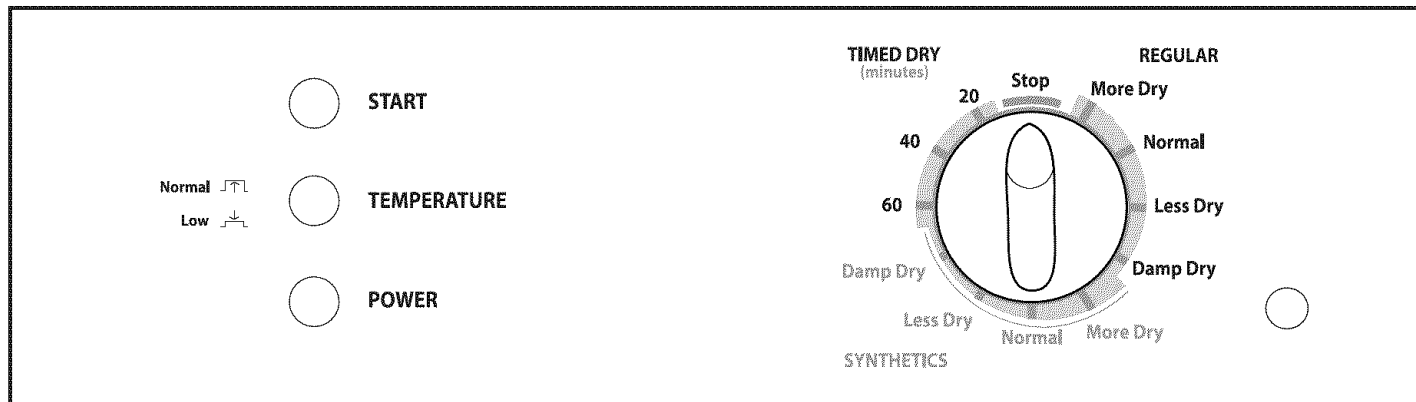 START
Normal
Low
TEMPERATURE
POWER
TIMED DRY
(minutes)
REGULAR
Stop
20
40
60
More Dry
Normal
Less Dry
Damp Dry
Damp Dry
Less Dry
Normal
More Dry
SYNTHETICS